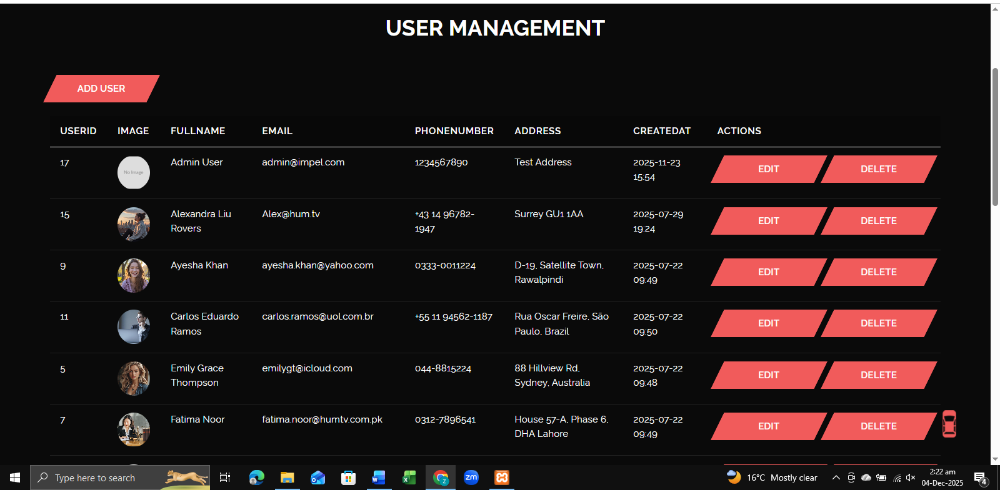 USER MANAGEMENT
ADD USER
USERID IMAGE FULLNAME EMAIL PHONENUMBER ADDRESS CREATEDAT ACTIONS
17 No Image Admin User admin@impel.com 1234567890 Test Address 2025-11-23 EDIT DELETE
15:54
15 Alexandra Liu Alex@hum.tv +43 14 96782- Surrey GU1 1AA 2025-07-29 EDIT DELETE
Rovers 1947 19:24
9 Ayesha Khan ayesha.khan@yahoo.com 0333-0011224 D-19, Satellite Town, 2025-07-22 EDIT DELETE
Rawalpindi 09:49
11 Carlos Eduardo carlos.ramos@uol.com.br +55 11 94562-1187 Rua Oscar Freire, São 2025-07-22 EDIT DELETE
Ramos Paulo, Brazil 09:50
5 Emily Grace emilygt@icloud.com 044-8815224 88 Hillview Rd, 2025-07-22 EDIT DELETE
Thompson Sydney, Australia 09:48
7 Fatima Noor fatima.noor@humtv.com.pk 0312-7896541 House 57-A, Phase 6, 2025-07-22 EDIT DELETE
DHA Lahore 09:49
Type here to search
zm
16°C Mostly clear
2:22 am
04-Dec-2025
4